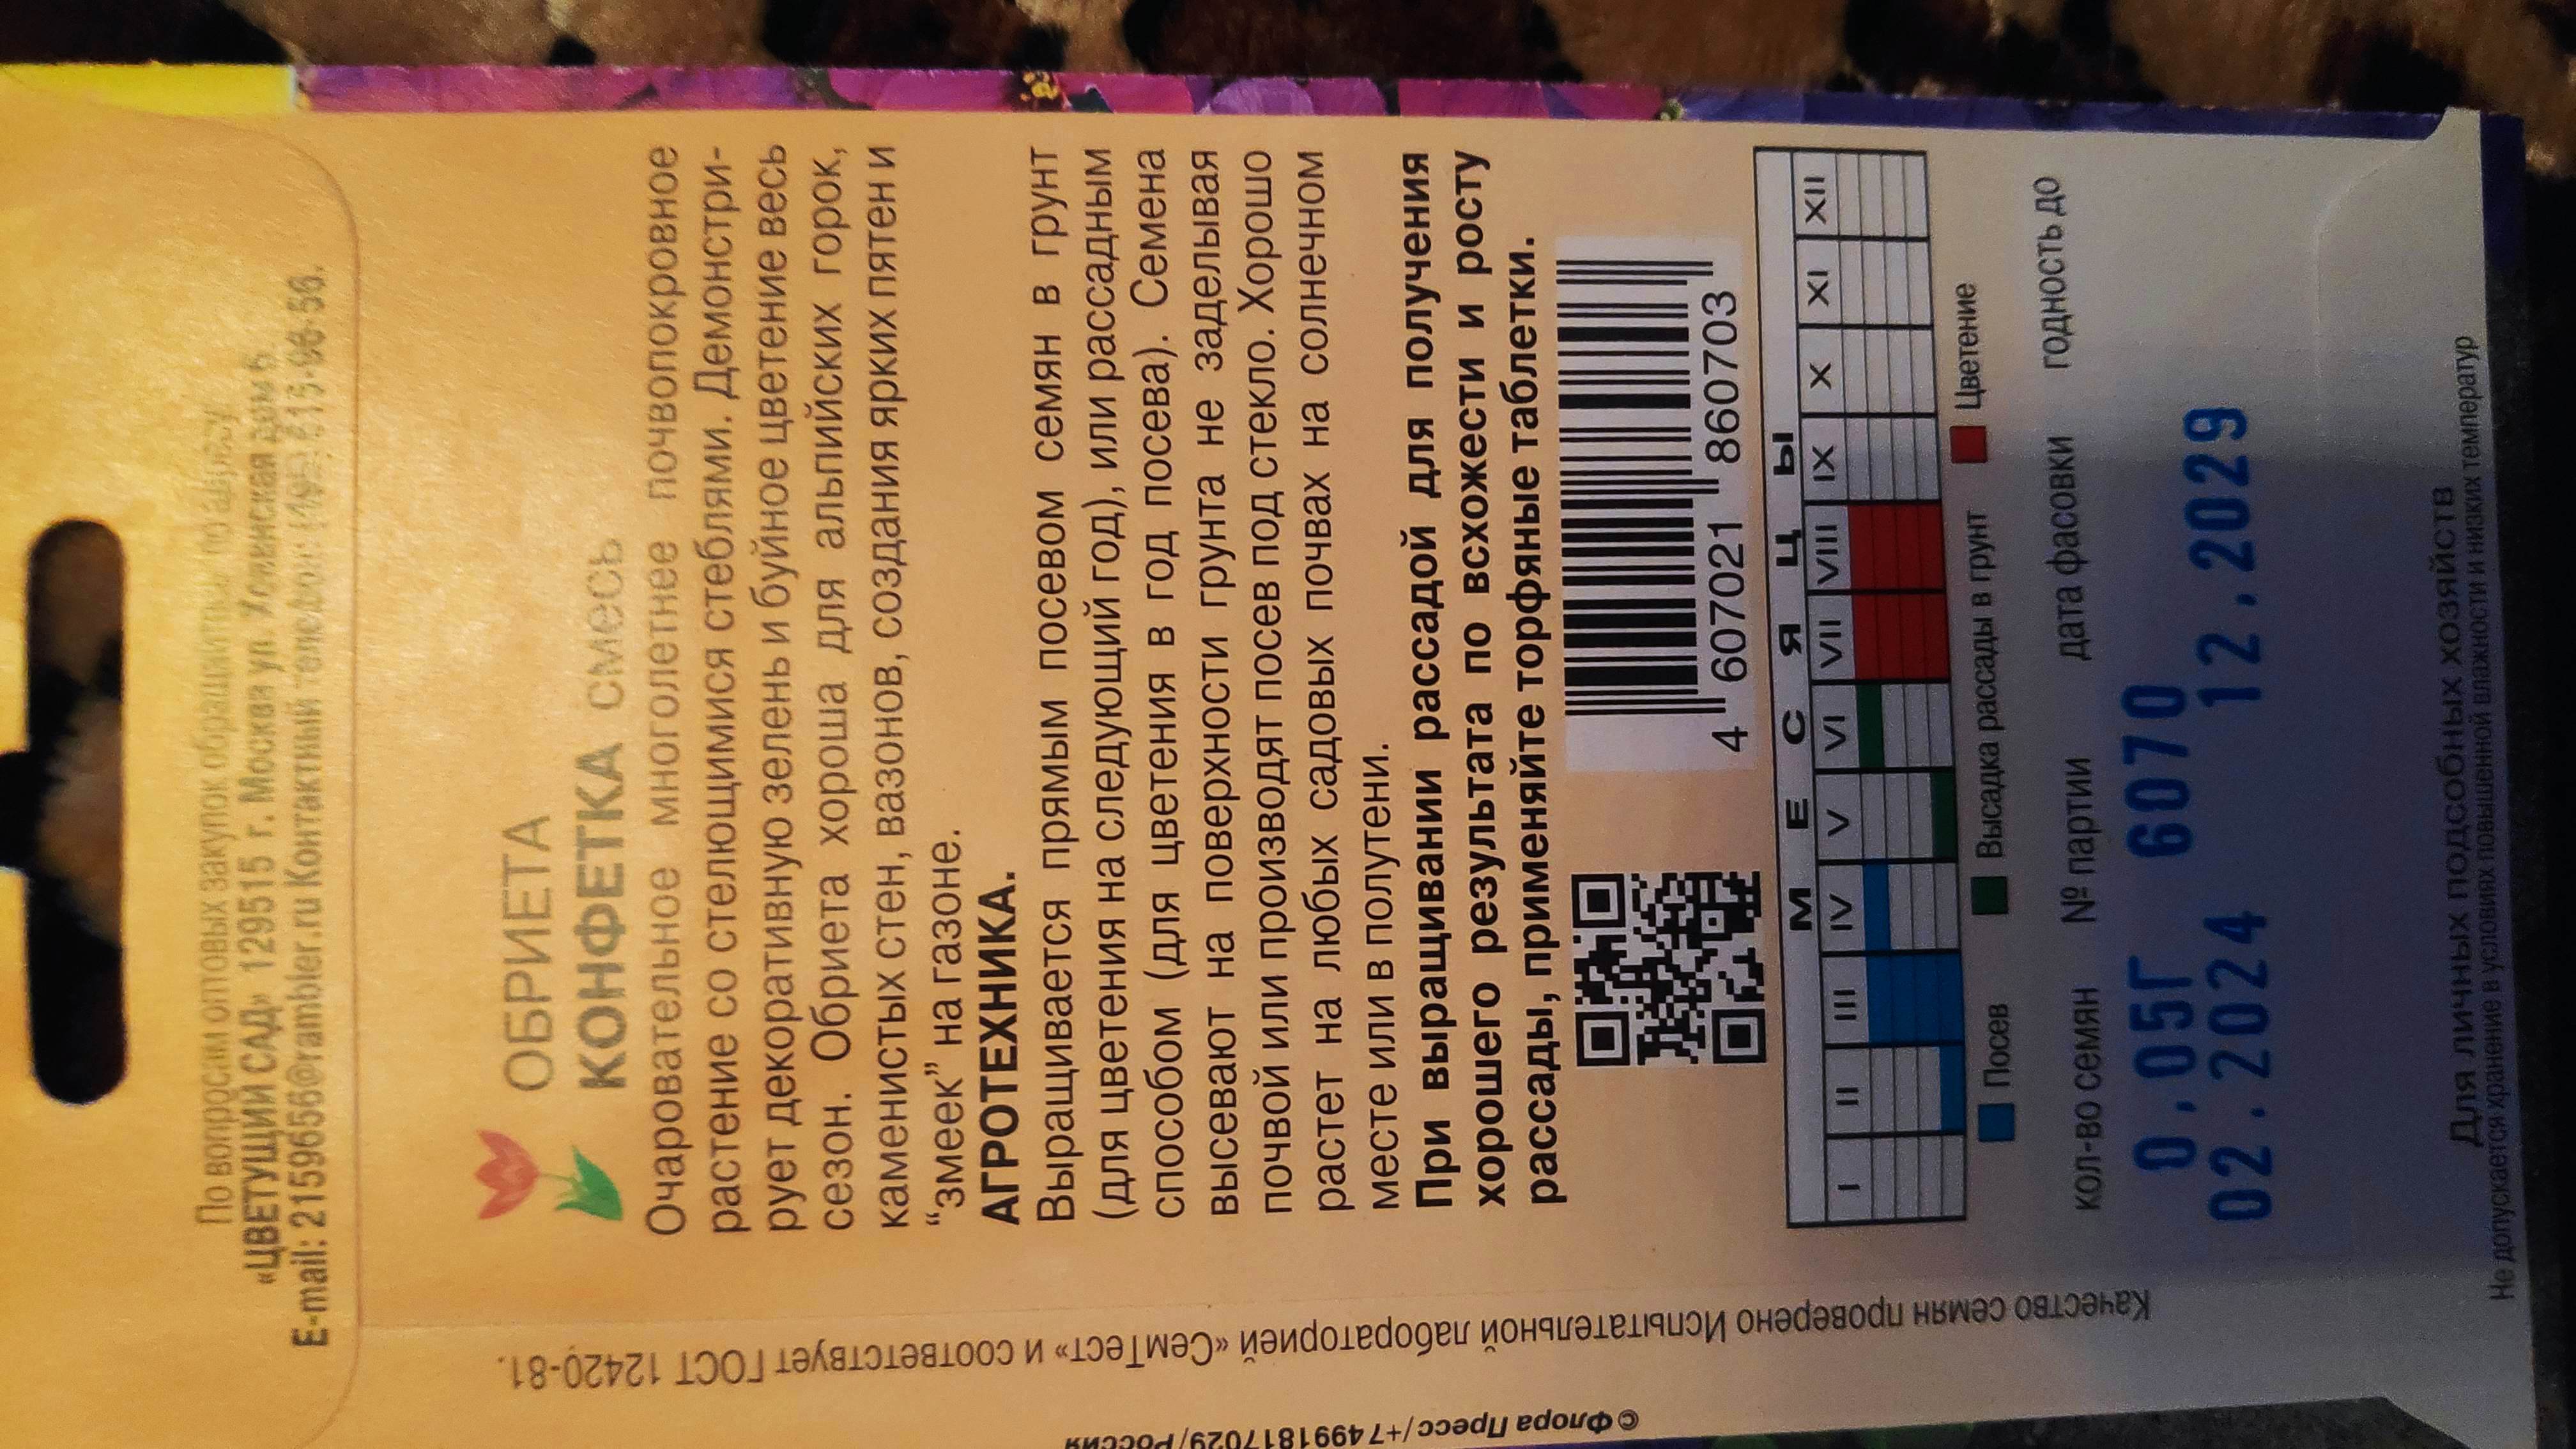 По вопросам оптовых закупок обращайтесь по адресу:
«ЦВЕТУЩИЙ САД» 129515 г. Москва ул. Хованская дом 6.
E-mail: 2159656@rambler.ru Контактный телефон: (495) 215-96-56.
ОБРИЕТА
КОНФЕТКА СМЕСЬ
Очаровательное многолетнее почвопокровное
растение со стелющимися стеблями. Демонстри-
рует декоративную зелень и буйное цветение весь
сезон. Обриета хороша для альпийских горок,
каменистых стен, вазонов, создания ярких пятен и
“змеек” на газоне.
АГРОТЕХНИКА.
Выращивается прямым посевом семян в грунт
(для цветения на следующий год), или рассадным
способом (для цветения в год посева). Семена
высевают на поверхности грунта не заделывая
почвой или производят посев под стекло. Хорошо
растет на любых садовых почвах на солнечном
месте или в полутени.
При выращивании рассадой для получения
хорошего результата по всхожести и росту
рассады, применяйте торфяные таблетки.
4 607021 860703
МЕСЯЦЫ
I II III IV V VI VII VIII IX X XI XII
Посев Высадка рассады в грунт Цветение
кол-во семян № партии дата фасовки годность до
0.05Г 6070
02.2024 12.2029
Для личных подсобных хозяйств
Не допускается хранение в условиях повышенной влажности и низких температур
Качество семян проверено Испытательной лабораторией «СемТест» и соответствует ГОСТ 12420-81.
©Флора Пресс/+74991817029/Россия